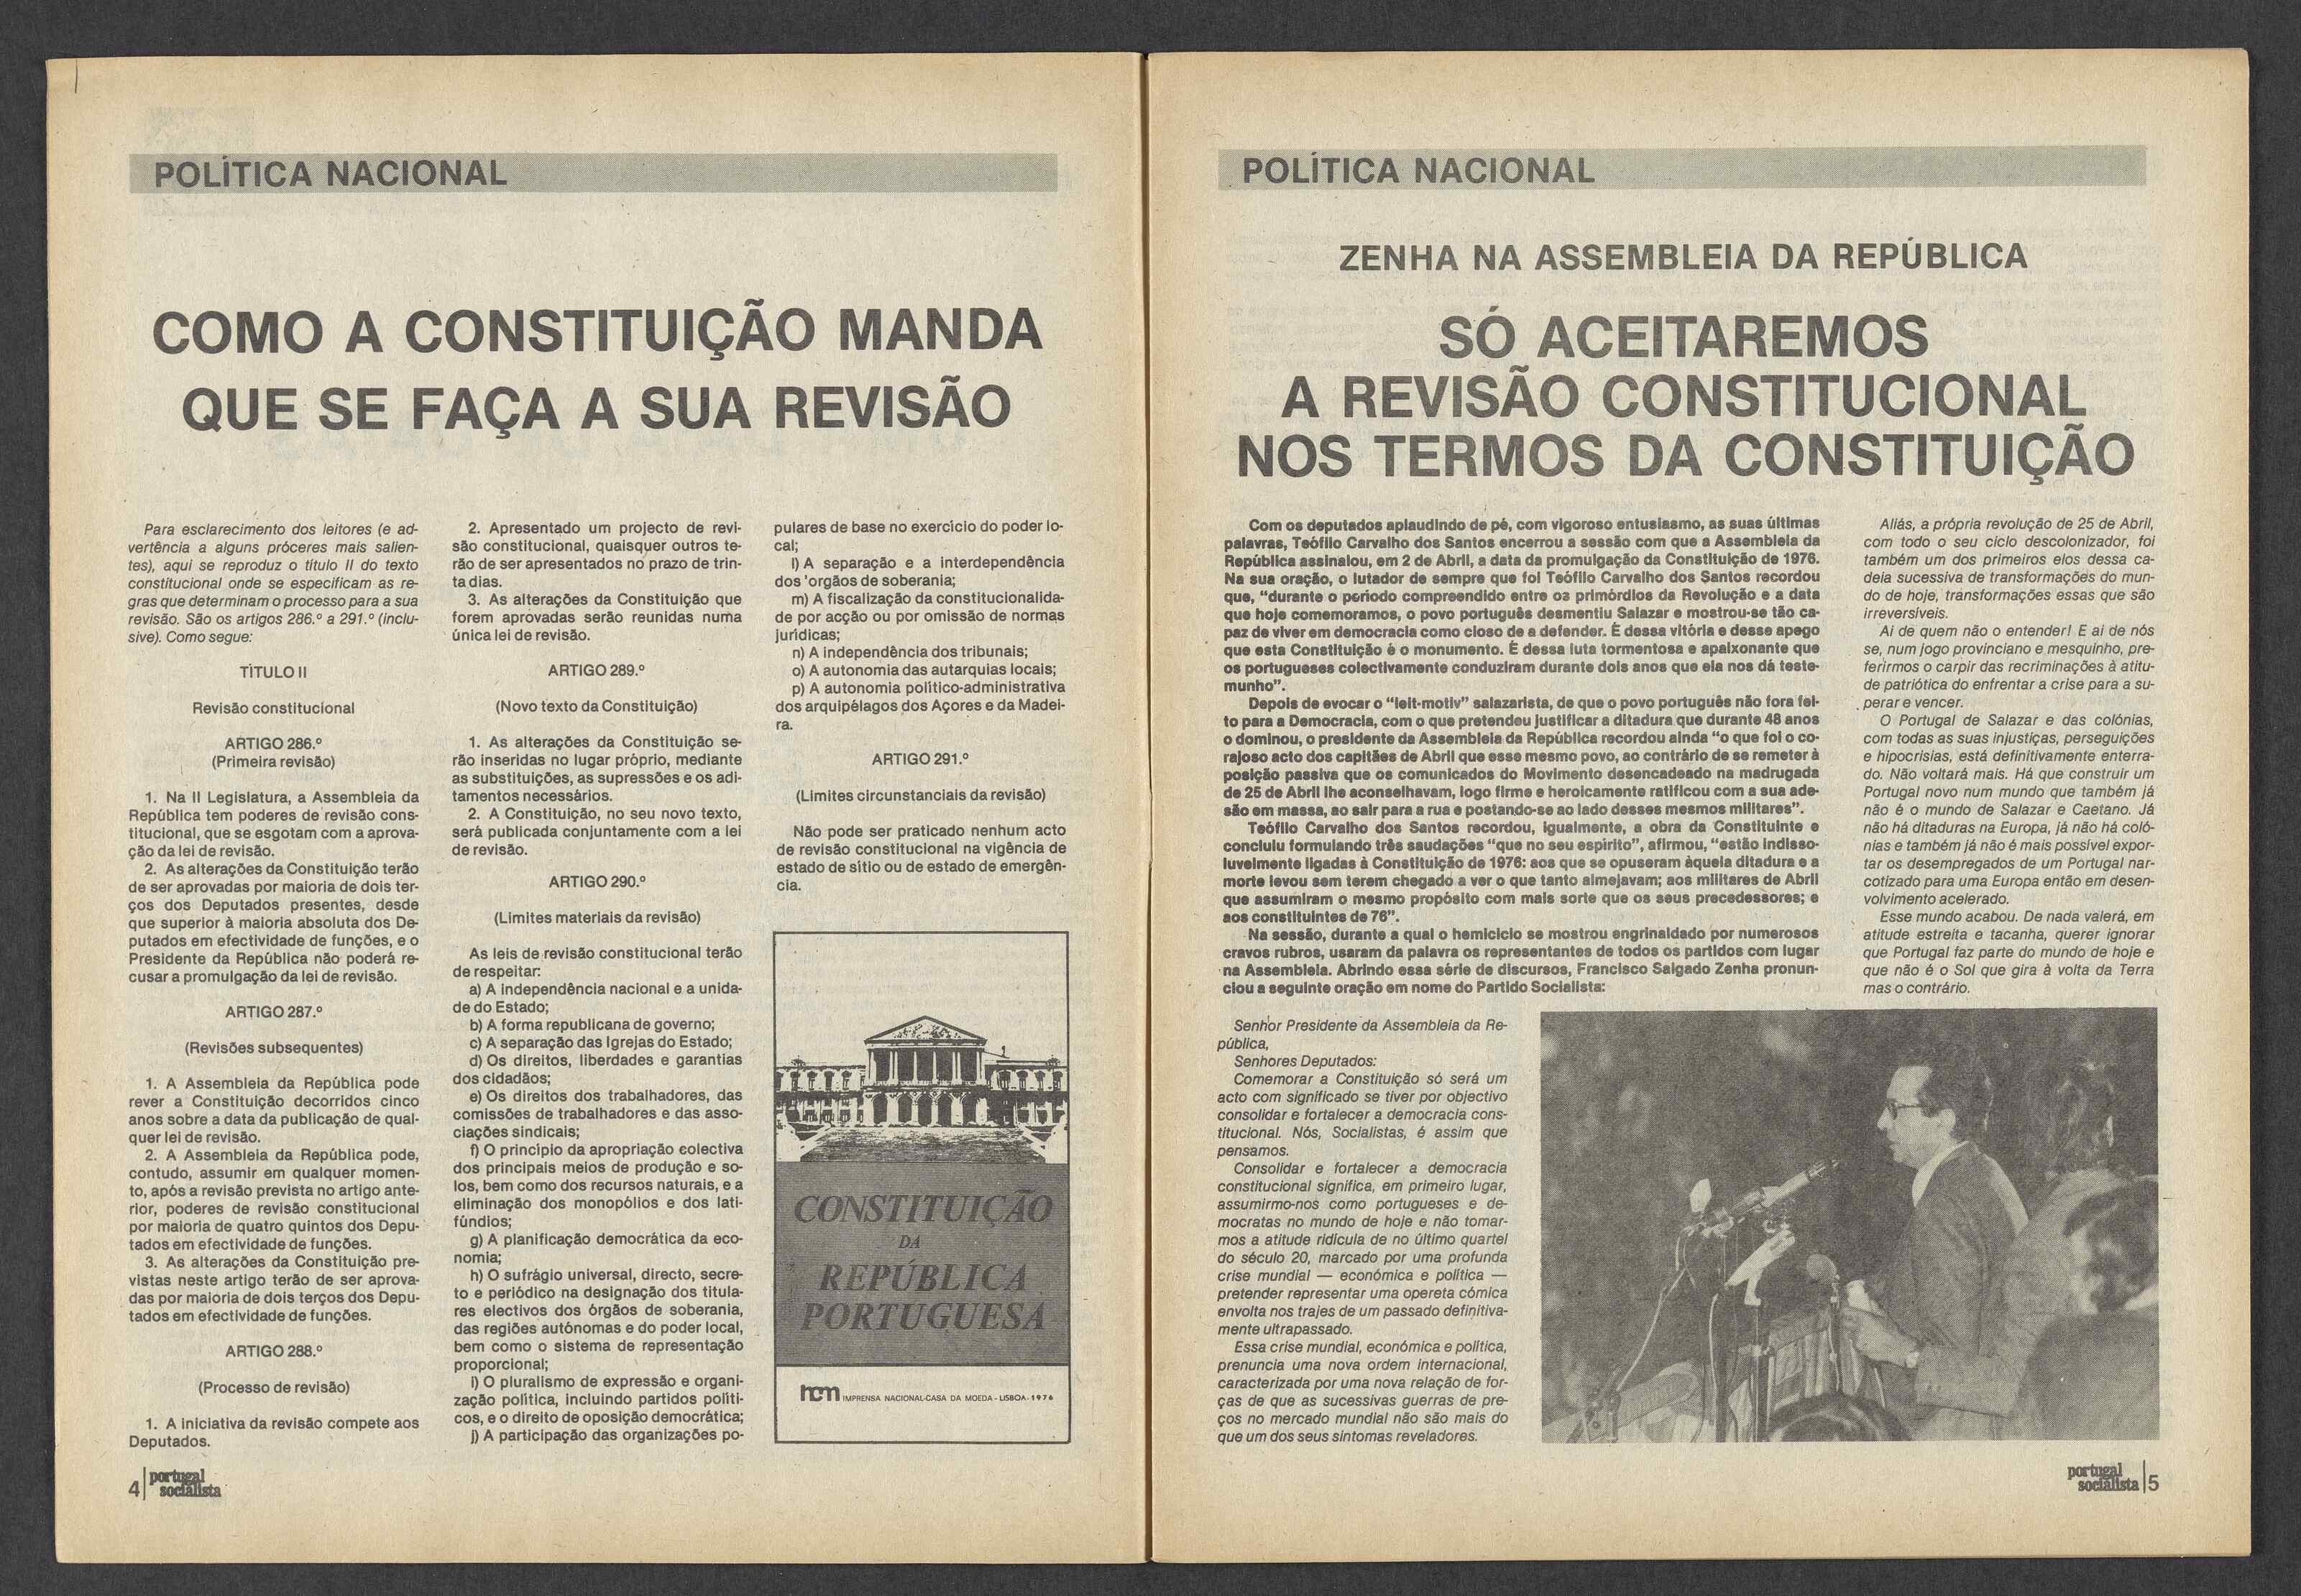 POLÍTICA NACIONAL
COMO A CONSTITUIÇÃO MANDA
QUE SE FAÇA A SUA REVISÃO
Para esclarecimento dos leitores (e ad-
vertência a alguns próceres mais salien-
tes), aqui se reproduz o título II do texto
constitucional onde se especificam as re-
gras que determinam o processo para a sua
revisão. São os artigos 286.º a 291.º (inclu-
sive). Como segue:
TÍTULO II
Revisão constitucional
ARTIGO 286.º
(Primeira revisão)
1. Na II Legislatura, a Assembleia da
República tem poderes de revisão cons-
titucional, que se esgotam com a aprova-
ção da lei de revisão.
2. As alterações da Constituição terão
de ser aprovadas por maioria de dois ter-
ços dos Deputados presentes, desde
que superior à maioria absoluta dos De-
putados em efectividade de funções, e o
Presidente da República não poderá re-
cusar a promulgação da lei de revisão.
ARTIGO 287.º
(Revisões subsequentes)
1. A Assembleia da República pode
rever a Constituição decorridos cinco
anos sobre a data da publicação de qual-
quer lei de revisão.
2. A Assembleia da República pode,
contudo, assumir em qualquer momen-
to, após a revisão prevista no artigo ante-
rior, poderes de revisão constitucional
por maioria de quatro quintos dos Depu-
tados em efectividade de funções.
3. As alterações da Constituição pre-
vistas neste artigo terão de ser aprova-
das por maioria de dois terços dos Depu-
tados em efectividade de funções.
ARTIGO 288.º
(Processo de revisão)
1. A iniciativa da revisão compete aos
Deputados.
2. Apresentado um projecto de revi-
são constitucional, quaisquer outros te-
rão de ser apresentados no prazo de trin-
ta dias.
3. As alterações da Constituição que
forem aprovadas serão reunidas numa
única lei de revisão.
ARTIGO 289.º
(Novo texto da Constituição)
1. As alterações da Constituição se-
rão inseridas no lugar próprio, mediante
as substituições, as supressões e os adi-
tamentos necessários.
2. A Constituição, no seu novo texto,
será publicada conjuntamente com a lei
de revisão.
ARTIGO 290.º
(Limites materiais da revisão)
As leis de revisão constitucional terão
de respeitar:
a) A independência nacional e a unida-
de do Estado;
b) A forma republicana de governo;
c) A separação das Igrejas do Estado;
d) Os direitos, liberdades e garantias
dos cidadãos;
e) Os direitos dos trabalhadores, das
comissões de trabalhadores e das asso-
ciações sindicais;
f) O princípio da apropriação colectiva
dos principais meios de produção e so-
los, bem como dos recursos naturais, e a
eliminação dos monopólios e dos lati-
fúndios;
g) A planificação democrática da eco-
nomia;
h) O sufrágio universal, directo, secre-
to e periódico na designação dos titula-
res electivos dos órgãos de soberania,
das regiões autónomas e do poder local,
bem como o sistema de representação
proporcional;
i) O pluralismo de expressão e organi-
zação política, incluindo partidos políti-
cos, e o direito de oposição democrática;
j) A participação das organizações po-
pulares de base no exercício do poder lo-
cal;
l) A separação e a interdependência
dos 'orgãos de soberania;
m) A fiscalização da constitucionalida-
de por acção ou por omissão de normas
jurídicas;
n) A independência dos tribunais;
o) A autonomia das autarquias locais;
p) A autonomia político-administrativa
dos arquipélagos dos Açores e da Madei-
ra.
ARTIGO 291.º
(Limites circunstanciais da revisão)
Não pode ser praticado nenhum acto
de revisão constitucional na vigência de
estado de sítio ou de estado de emergên-
cia.
CONSTITUIÇÃO
DA
REPÚBLICA
PORTUGUESA
IMPRENSA NACIONAL-CASA DA MOEDA - LISBOA - 1976
4 portugal
socialista
POLÍTICA NACIONAL
ZENHA NA ASSEMBLEIA DA REPÚBLICA
SÓ ACEITAREMOS
A REVISÃO CONSTITUCIONAL
NOS TERMOS DA CONSTITUIÇÃO
Com os deputados aplaudindo de pé, com vigoroso entusiasmo, as suas últimas
palavras, Teófilo Carvalho dos Santos encerrou a sessão com que a Assembleia da
República assinalou, em 2 de Abril, a data da promulgação da Constituição de 1976.
Na sua oração, o lutador de sempre que foi Teófilo Carvalho dos Santos recordou
que, "durante o período compreendido entre os primórdios da Revolução e a data
que hoje comemoramos, o povo português desmentiu Salazar e mostrou-se tão ca-
paz de viver em democracia como cioso de a defender. É dessa vitória e desse apego
que esta Constituição é o monumento. É dessa luta tormentosa e apaixonante que
os portugueses colectivamente conduziram durante dois anos que ela nos dá teste-
munho".
Depois de evocar o "leit-motiv" salazarista, de que o povo português não fora fei-
to para a Democracia, com o que pretendeu justificar a ditadura que durante 48 anos
o dominou, o presidente da Assembleia da República recordou ainda "o que foi o co-
rajoso acto dos capitães de Abril que esse mesmo povo, ao contrário de se remeter à
posição passiva que os comunicados do Movimento desencadeado na madrugada
de 25 de Abril lhe aconselhavam, logo firme e heroicamente ratificou com a sua ade-
são em massa, ao sair para a rua e postando-se ao lado desses mesmos militares".
Teófilo Carvalho dos Santos recordou, igualmente, a obra da Constituinte e
concluiu formulando três saudações "que no seu espírito", afirmou, "estão indisso-
luvelmente ligadas à Constituição de 1976: aos que se opuseram àquela ditadura e a
morte levou sem terem chegado a ver o que tanto almejavam; aos militares de Abril
que assumiram o mesmo propósito com mais sorte que os seus precedessores; e
aos constituintes de 76".
Na sessão, durante a qual o hemiciclo se mostrou engrinaldado por numerosos
cravos rubros, usaram da palavra os representantes de todos os partidos com lugar
na Assembleia. Abrindo essa série de discursos, Francisco Salgado Zenha pronun-
ciou a seguinte oração em nome do Partido Socialista:
Senhor Presidente da Assembleia da Re-
pública,
Senhores Deputados:
Comemorar a Constituição só será um
acto com significado se tiver por objectivo
consolidar e fortalecer a democracia cons-
titucional. Nós, Socialistas, é assim que
pensamos.
Consolidar e fortalecer a democracia
constitucional significa, em primeiro lugar,
assumirmo-nos como portugueses e de-
mocratas no mundo de hoje e não tomar-
mos a atitude ridícula de no último quartel
do século 20, marcado por uma profunda
crise mundial — económica e política —
pretender representar uma opereta cómica
envolta nos trajes de um passado definitiva-
mente ultrapassado.
Essa crise mundial, económica e política,
prenuncia uma nova ordem internacional,
caracterizada por uma nova relação de for-
ças de que as sucessivas guerras de pre-
ços no mercado mundial não são mais do
que um dos seus sintomas reveladores.
Aliás, a própria revolução de 25 de Abril,
com todo o seu ciclo descolonizador, foi
também um dos primeiros elos dessa ca-
deia sucessiva de transformações do mun-
do de hoje, transformações essas que são
irreversíveis.
Ai de quem não o entender! E ai de nós
se, num jogo provinciano e mesquinho, pre-
ferirmos o carpir das recriminações à atitu-
de patriótica do enfrentar a crise para a su-
perar e vencer.
O Portugal de Salazar e das colónias,
com todas as suas injustiças, perseguições
e hipocrisias, está definitivamente enterra-
do. Não voltará mais. Há que construir um
Portugal novo num mundo que também já
não é o mundo de Salazar e Caetano. Já
não há ditaduras na Europa, já não há coló-
nias e também já não é mais possível expor-
tar os desempregados de um Portugal nar-
cotizado para uma Europa então em desen-
volvimento acelerado.
Esse mundo acabou. De nada valerá, em
atitude estreita e tacanha, querer ignorar
que Portugal faz parte do mundo de hoje e
que não é o Sol que gira à volta da Terra
mas o contrário.
portugal
socialista 5